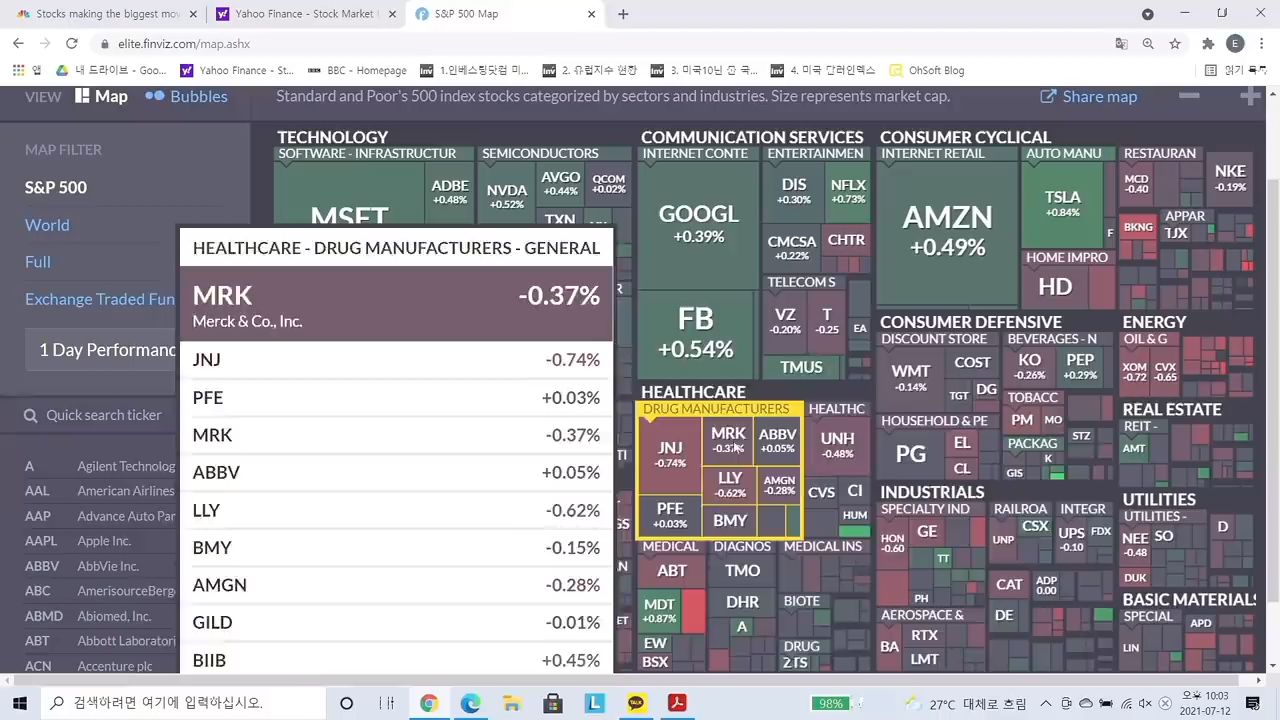 Stocks making the biggest mov
Yahoo Finance - Stock Market
S&P 500 Map
elite.finviz.com/map.ashx
E
앱
내 드라이브 - Goo...
Yahoo Finance - St...
BBC - Homepage
1.인베스팅닷컴 미...
2. 유럽지수 현황
3. 미국10년 물 국...
4. 미국 달러인덱스
OhSoft Blog
읽기 목록
VIEW Map Bubbles
Standard and Poor's 500 index stocks categorized by sectors and industries. Size represents market cap.
Share map
MAP FILTER
S&P 500
World
Full
Exchange Traded Fun
1 Day Performanc
Quick search ticker
A Agilent Technolog
AAL American Airlines
AAP Advance Auto Par
AAPL Apple Inc.
ABBV AbbVie Inc.
ABC AmerisourceBerg
ABMD Abiomed, Inc.
ABT Abbott Laboratori
ACN Accenture plc
HEALTHCARE - DRUG MANUFACTURERS - GENERAL
MRK -0.37%
Merck & Co., Inc.
JNJ -0.74%
PFE +0.03%
MRK -0.37%
ABBV +0.05%
LLY -0.62%
BMY -0.15%
AMGN -0.28%
GILD -0.01%
BIIB +0.45%
TECHNOLOGY
SOFTWARE - INFRASTRUCTUR
MSFT
ADBE
+0.48%
SEMICONDUCTORS
NVDA
+0.52%
AVGO
+0.44%
QCOM
+0.02%
TXN
COMMUNICATION SERVICES
INTERNET CONTE
GOOGL
+0.39%
FB
+0.54%
ENTERTAINMEN
DIS
+0.30%
NFLX
+0.73%
CMCSA
+0.22%
CHTR
TELECOM S
VZ
-0.20%
T
-0.25
EA
TMUS
CONSUMER CYCLICAL
INTERNET RETAIL
AMZN
+0.49%
AUTO MANU
TSLA
+0.84%
F
HOME IMPRO
HD
RESTAURAN
MCD
-0.40
BKNG
NKE
-0.19%
APPAR
TJX
HEALTHCARE
DRUG MANUFACTURERS
JNJ
-0.74%
MRK
-0.37%
ABBV
+0.05%
LLY
-0.62%
AMGN
-0.28%
PFE
+0.03%
BMY
HEALTHC
UNH
-0.48%
CVS
CI
HUM
MEDICAL
ABT
MDT
+0.87%
EW
BSX
DIAGNOS
TMO
DHR
A
MEDICAL INS
BIOTE
DRUG
ZTS
CONSUMER DEFENSIVE
DISCOUNT STORE
WMT
-0.14%
COST
TGT
DG
BEVERAGES - N
KO
-0.26%
PEP
+0.29%
TOBACC
PM
MO
HOUSEHOLD & PE
PG
EL
CL
PACKAG
K
GIS
STZ
ENERGY
OIL & G
XOM
-0.72
CVX
-0.65
REAL ESTATE
REIT -
AMT
INDUSTRIALS
SPECIALTY IND
HON
-0.60
GE
TT
PH
RAILROA
UNP
CSX
INTEGR
UPS
-0.10
FDX
CAT
ADP
0.00
DE
AEROSPACE &
BA
RTX
LMT
UTILITIES
UTILITIES -
NEE
-0.48
SO
D
DUK
BASIC MATERIALS
SPECIAL
LIN
APD
검색하려면 여기에 입력하십시오.
TALK
98%
27°C 대체로 흐림
오후 10:03
2021-07-12